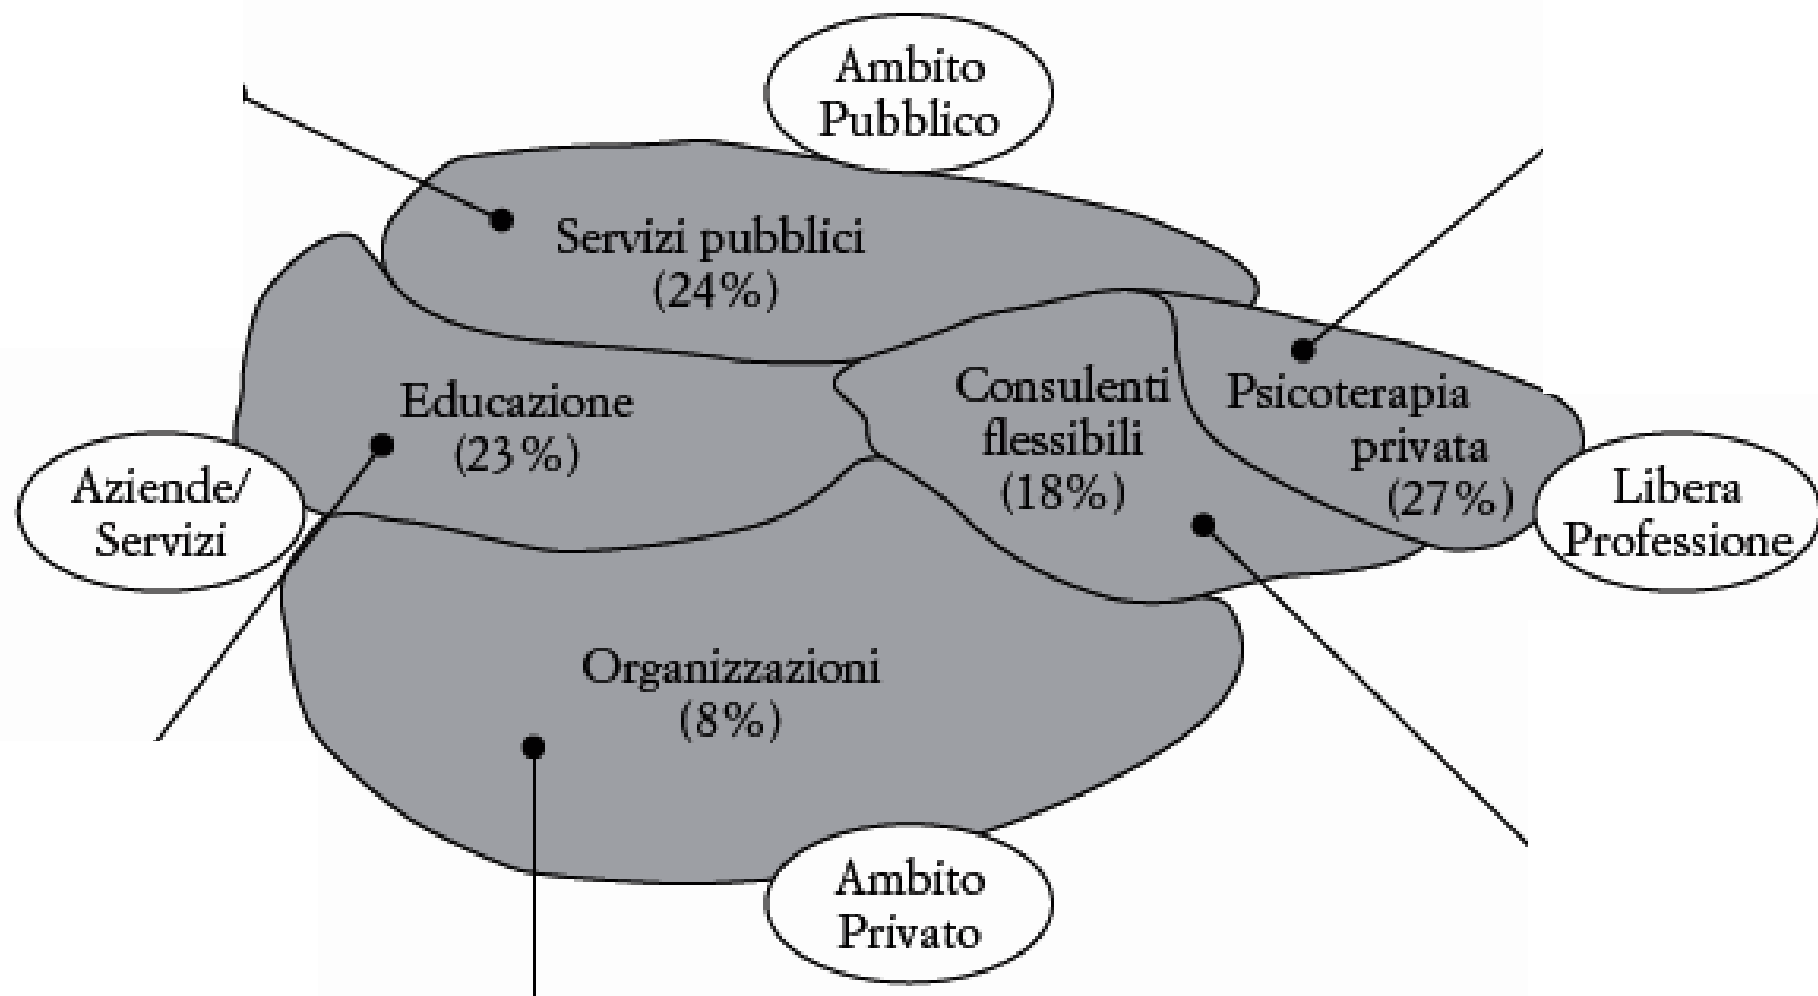 Ambito
Pubblico
Servizi pubblici
(24%)
Educazione
(23%)
Consulenti
flessibili
(18%)
Psicoterapia
privata
(27%)
Aziende/
Servizi
Libera
Professione
Organizzazioni
(8%)
Ambito
Privato